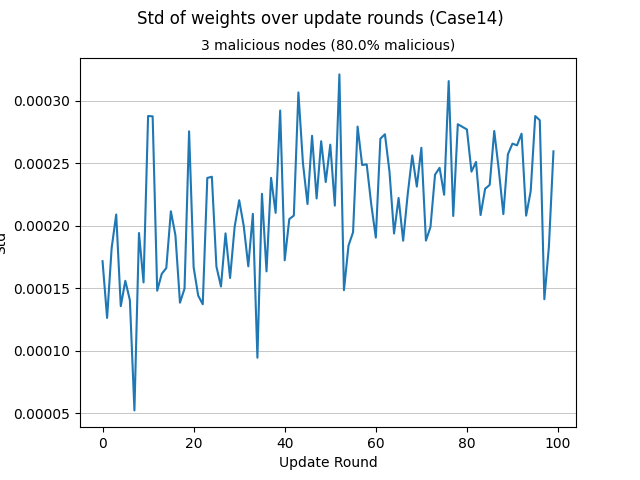 Std of weights over update rounds (Case14)
3 malicious nodes (80.0% malicious)
0.00030
0.00025
0.00020
0.00015
0.00010
0.00005
Std
0 20 40 60 80 100
Update Round